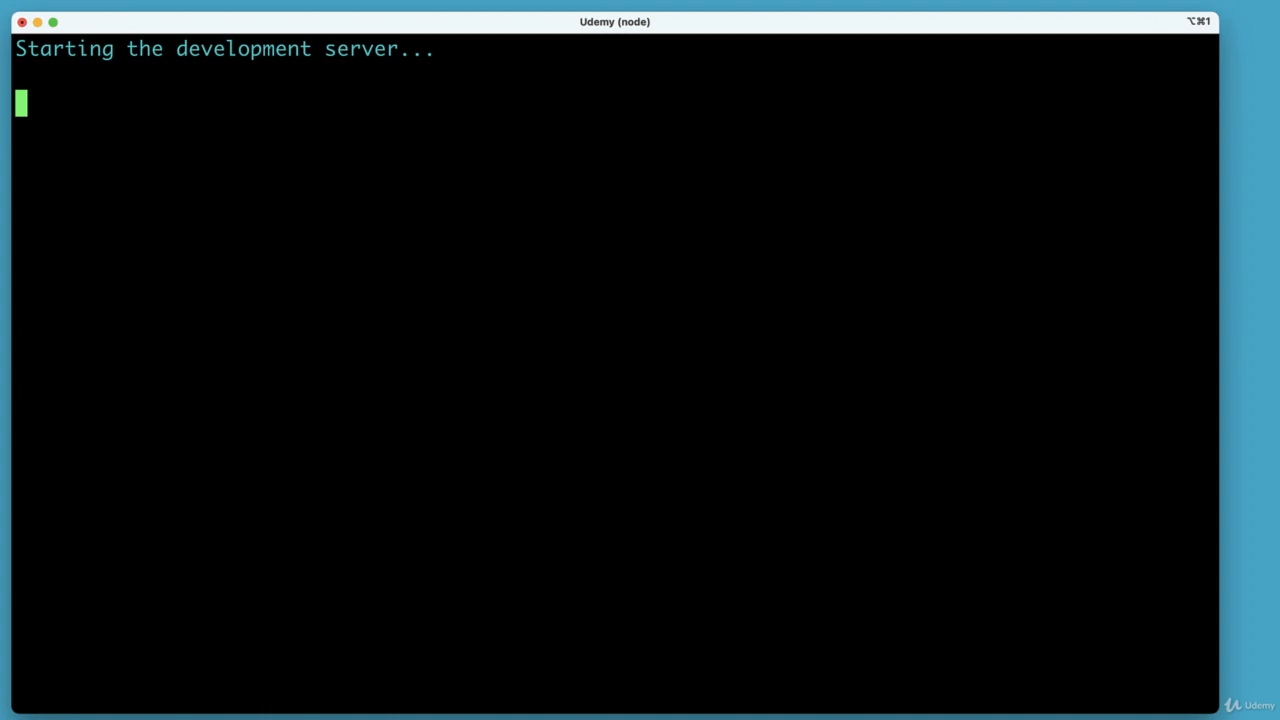 Udemy (node)
⌥⌘1
Starting the development server...
Udemy